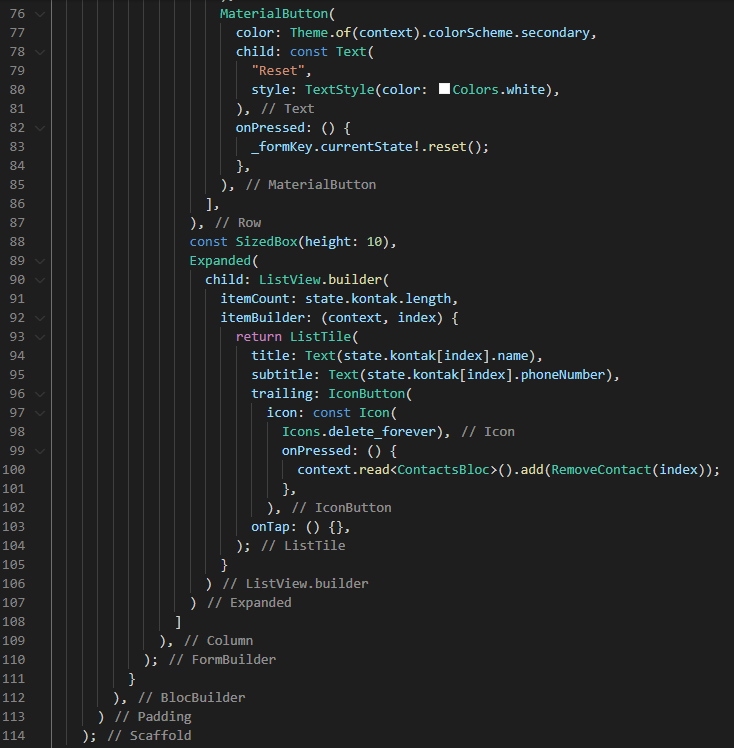 76 MaterialButton(
77 color: Theme.of(context).colorScheme.secondary,
78 child: const Text(
79 "Reset",
80 style: TextStyle(color: Colors.white),
81 ), // Text
82 onPressed: () {
83 _formKey.currentState!.reset();
84 },
85 ), // MaterialButton
86 ],
87 ), // Row
88 const SizedBox(height: 10),
89 Expanded(
90 child: ListView.builder(
91 itemCount: state.kontak.length,
92 itemBuilder: (context, index) {
93 return ListTile(
94 title: Text(state.kontak[index].name),
95 subtitle: Text(state.kontak[index].phoneNumber),
96 trailing: IconButton(
97 icon: const Icon(
98 Icons.delete_forever), // Icon
99 onPressed: () {
100 context.read<ContactsBloc>().add(RemoveContact(index));
101 },
102 ), // IconButton
103 onTap: () {},
104 ); // ListTile
105 }
106 ) // ListView.builder
107 ) // Expanded
108 ]
109 ), // Column
110 ); // FormBuilder
111 }
112 ), // BlocBuilder
113 ) // Padding
114 ); // Scaffold